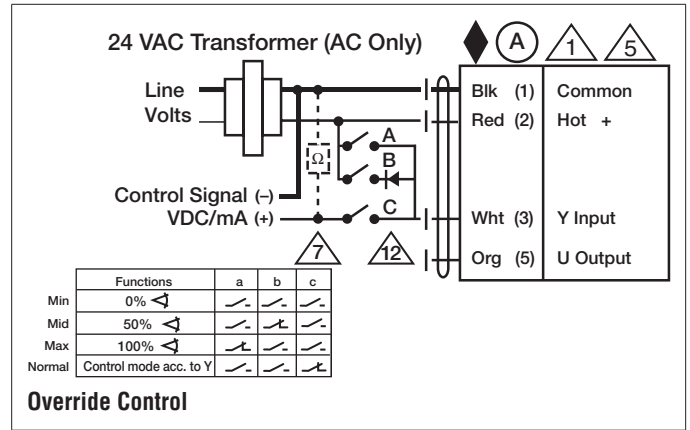 24 VAC Transformer (AC Only)
A
1
5
Line
Volts
Blk (1) Common
Red (2) Hot +
A
Ω
B
Control Signal (–)
VDC/mA (+)
C
Wht (3) Y Input
7
12
Org (5) U Output
Functions a b c
Min 0%
Mid 50%
Max 100%
Normal Control mode acc. to Y
Override Control